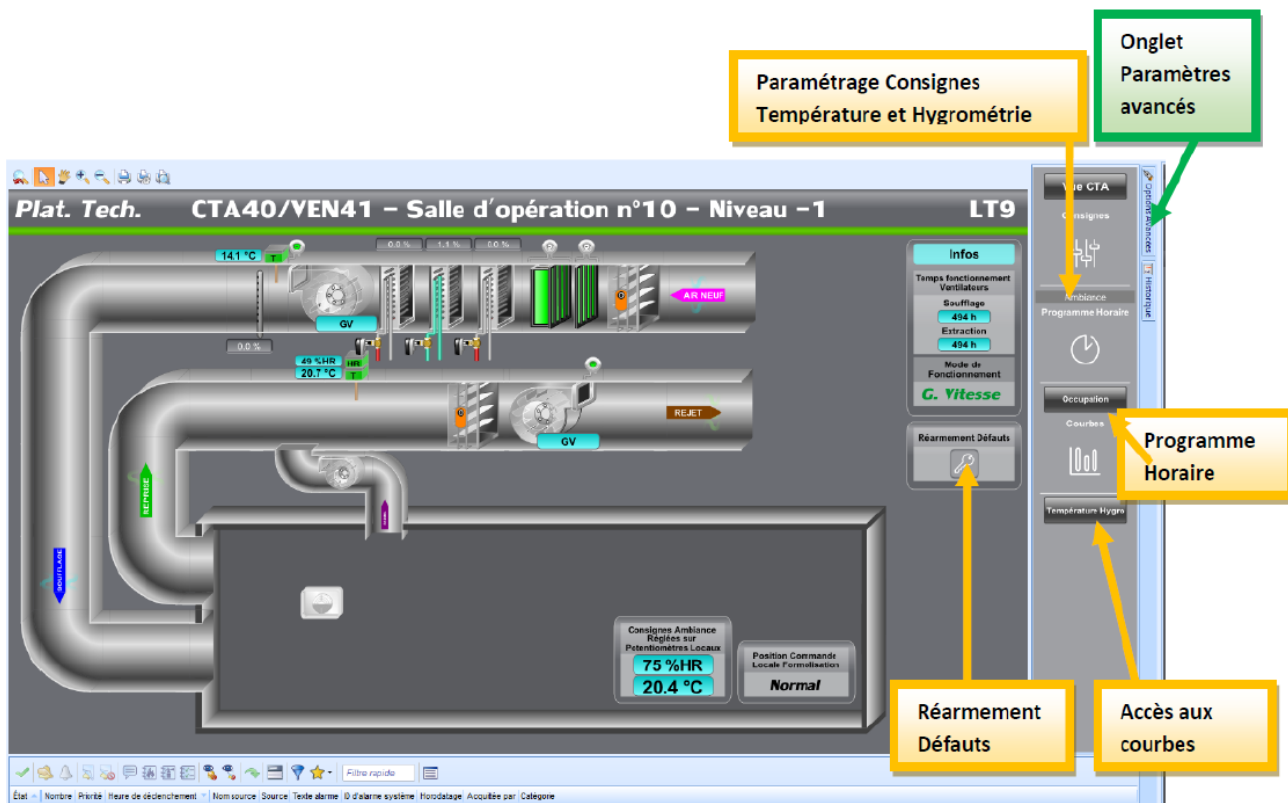 Onglet
Paramètres
avancés
Paramétrage Consignes
Température et Hygrométrie
Plat. Tech.
CTA40/VEN41 – Salle d'opération n°10 – Niveau -1
LT9
Vue CTA
Consignes
Ambiance
Programme Horaire
Occupation
Courbes
Température Hygro
Options Avancées
Historique
14.1 °C
T
0.0 %
1.1 %
0.0 %
P
P
AIR NEUF
GV
0.0 %
49 %HR
HR
20.7 °C
T
REJET
GV
REPRISE
SOUFFLAGE
Infos
Temps fonctionnement
Ventilateurs
Soufflage
494 h
Extraction
494 h
Mode de
Fonctionnement
G. Vitesse
Réarmement Défauts
Programme
Horaire
Consignes Ambiance
Réglées sur
Potentiomètres Locaux
75 %HR
20.4 °C
Position Commande
Locale Formolisation
Normal
Réarmement
Défauts
Accès aux
courbes
Filtre rapide
État Nombre Priorité Heure de déclenchement Nom source Source Texte alarme ID d'alarme système Horodatage Acquittée par Catégorie